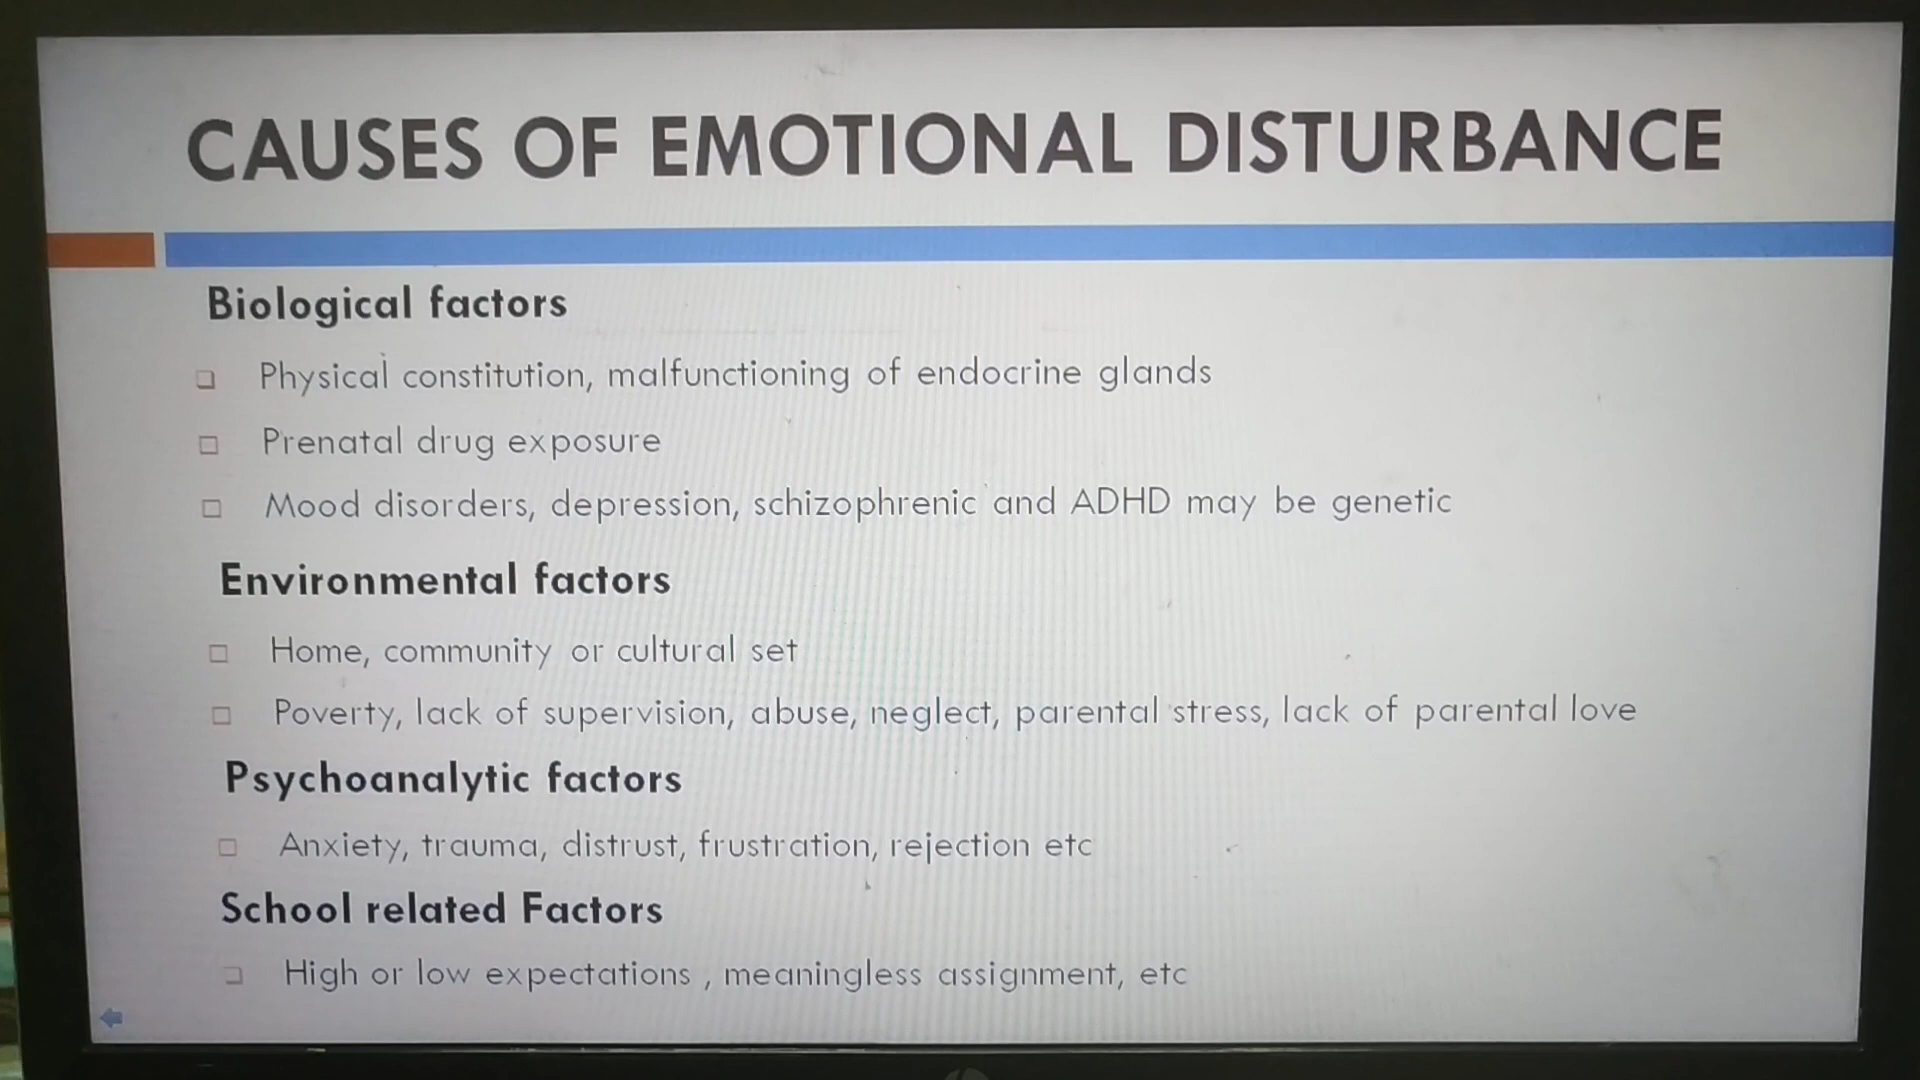 CAUSES OF EMOTIONAL DISTURBANCE
Biological factors
Physical constitution, malfunctioning of endocrine glands
Prenatal drug exposure
Mood disorders, depression, schizophrenic and ADHD may be genetic
Environmental factors
Home, community or cultural set
Poverty, lack of supervision, abuse, neglect, parental stress, lack of parental love
Psychoanalytic factors
Anxiety, trauma, distrust, frustration, rejection etc
School related Factors
High or low expectations , meaningless assignment, etc